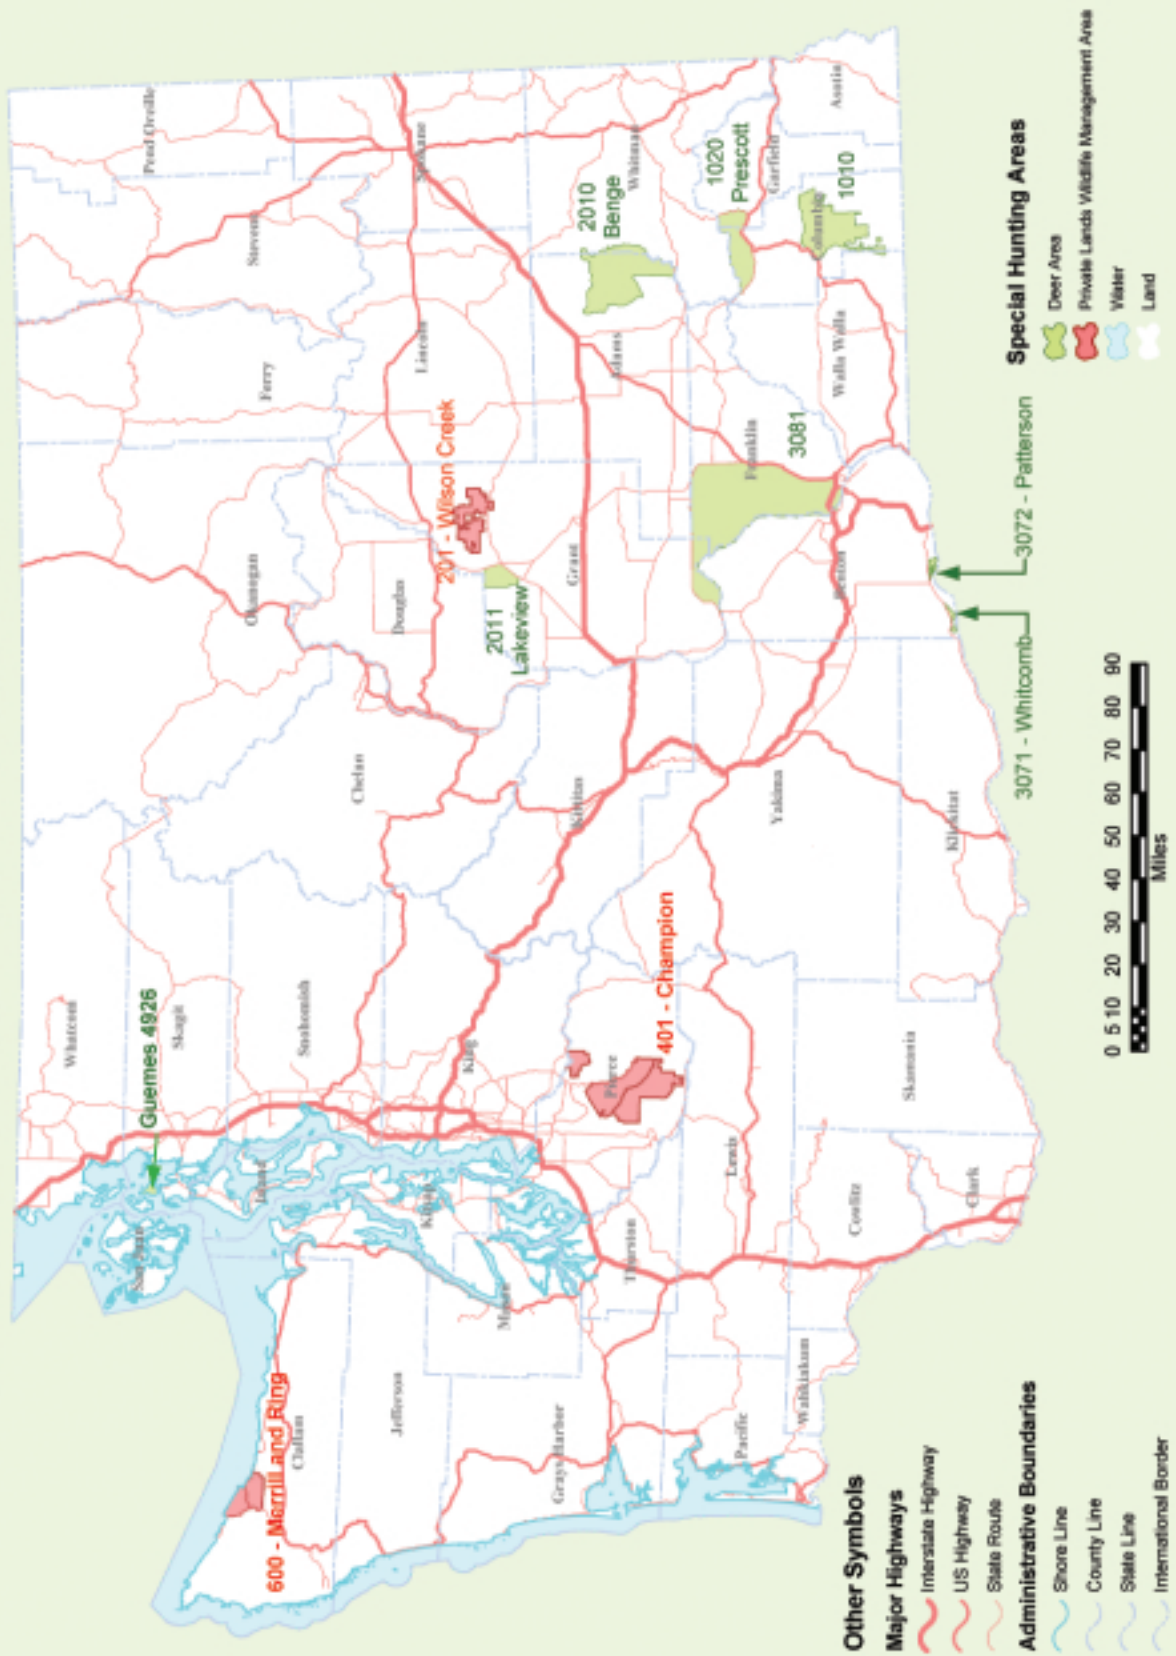 Whatcom
Pend Oreille
San Juan
Guemes 4926
Skagit
Okanogan
Ferry
Stevens
Island
Snohomish
600 - Merrill and Ring
Clallam
Chelan
Douglas
201 - Wilson Creek
Lincoln
Spokane
Jefferson
Kitsap
King
2011
Lakeview
Mason
Grant
Grays Harbor
Kittitas
Adams
2010
Benge
Whitman
Thurston
Pierce
401 - Champion
Pacific
Lewis
Yakima
Franklin
3081
1020
Prescott
Garfield
Wahkiakum
Cowlitz
Benton
Walla Walla
Columbia
1010
Asotin
Skamania
Klickitat
Clark
3071 - Whitcomb
3072 - Patterson
Other Symbols
Major Highways
Interstate Highway
US Highway
State Route
Administrative Boundaries
Shore Line
County Line
State Line
International Border
0 5 10 20 30 40 50 60 70 80 90
Miles
Special Hunting Areas
Deer Area
Private Lands Wildlife Management Area
Water
Land